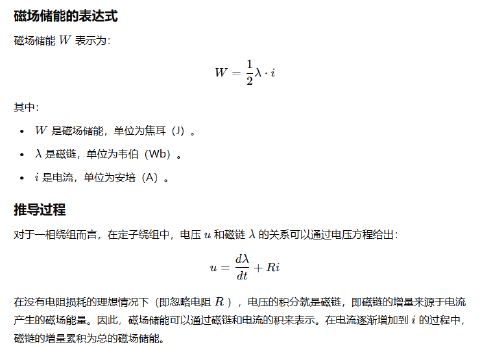 磁场储能的表达式
磁场储能 W 表示为：
W = 1/2 λ · i
其中：
• W 是磁场储能，单位为焦耳（J）。
• λ 是磁链，单位为韦伯（Wb）。
• i 是电流，单位为安培（A）。
推导过程
对于一相绕组而言，在定子绕组中，电压 u 和磁链 λ 的关系可以通过电压方程给出：
u = dλ/dt + Ri
在没有电阻损耗的理想情况下（即忽略电阻 R ），电压的积分就是磁链，即磁链的增量来源于电流
产生的磁场能量。因此，磁场储能可以通过磁链和电流的积来表示。在电流逐渐增加到 i 的过程中，
磁链的增量累积为总的磁场储能。